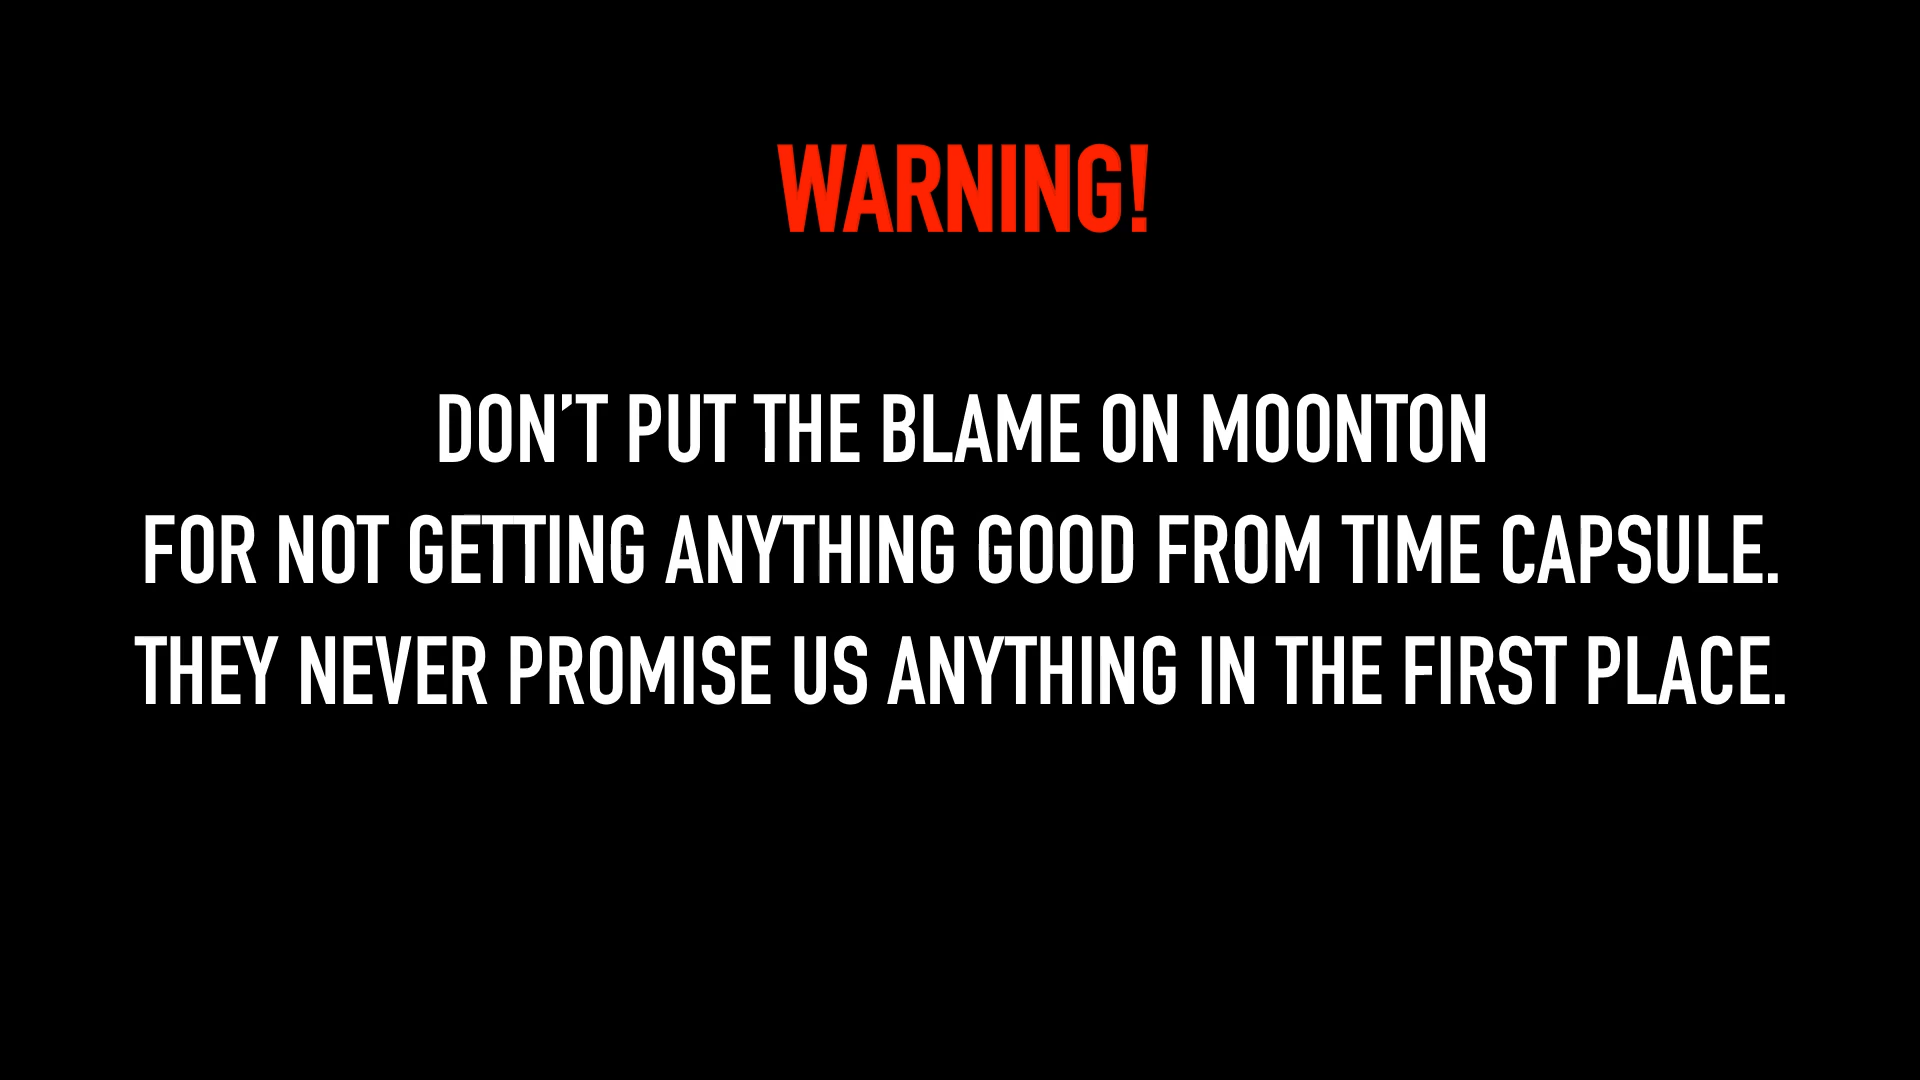 WARNING!
DON’T PUT THE BLAME ON MOONTON
FOR NOT GETTING ANYTHING GOOD FROM TIME CAPSULE.
THEY NEVER PROMISE US ANYTHING IN THE FIRST PLACE.